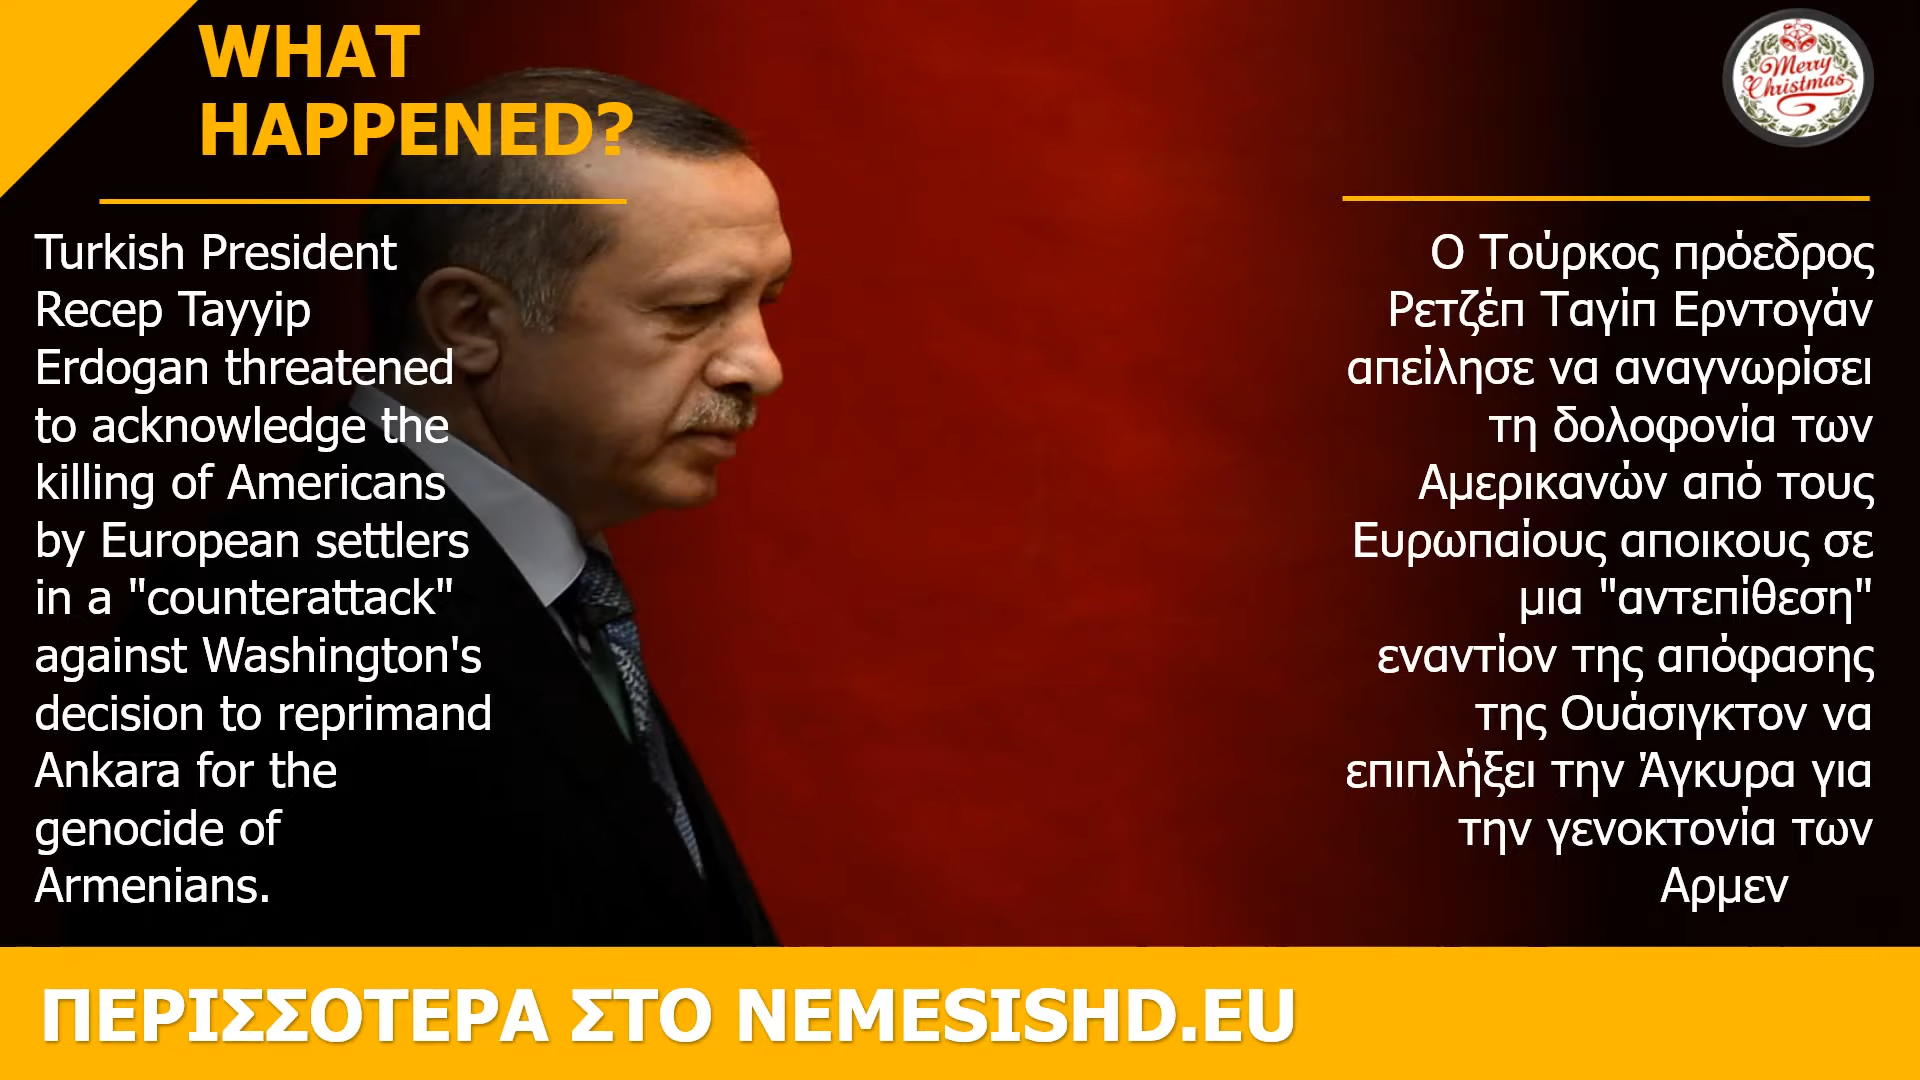 WHAT
HAPPENED?
Merry
Christmas
Turkish President
Recep Tayyip
Erdogan threatened
to acknowledge the
killing of Americans
by European settlers
in a "counterattack"
against Washington's
decision to reprimand
Ankara for the
genocide of
Armenians.
Ο Τούρκος πρόεδρος
Ρετζέπ Ταγίπ Ερντογάν
απείλησε να αναγνωρίσει
τη δολοφονία των
Αμερικανών από τους
Ευρωπαίους αποικους σε
μια "αντεπίθεση"
εναντίον της απόφασης
της Ουάσιγκτον να
επιπλήξει την Άγκυρα για
την γενοκτονία των
Αρμεν
ΠΕΡΙΣΣΟΤΕΡΑ ΣΤΟ NEMESISHD.EU